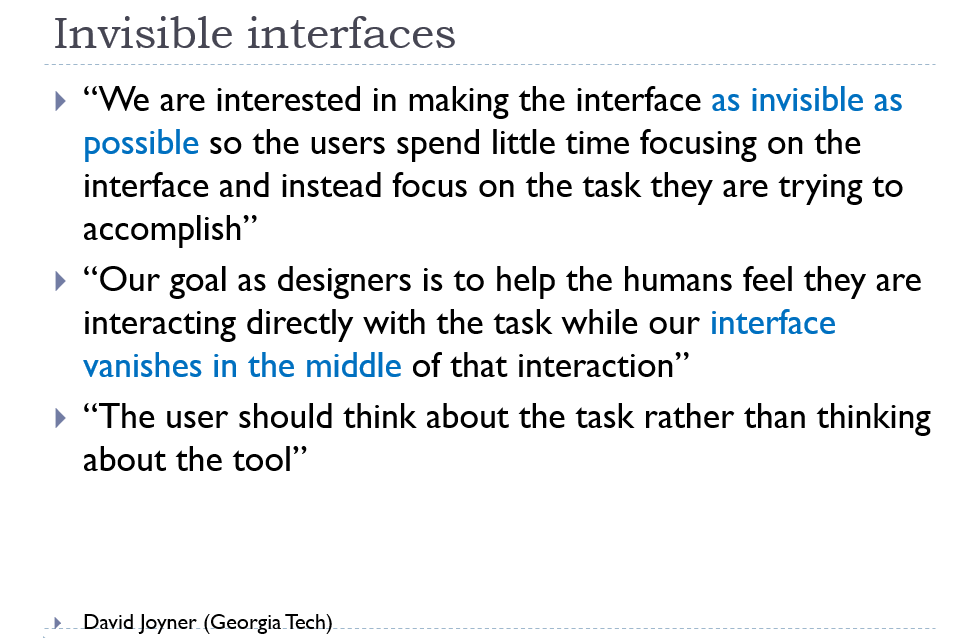 Invisible interfaces
“We are interested in making the interface as invisible as
possible so the users spend little time focusing on the
interface and instead focus on the task they are trying to
accomplish”
“Our goal as designers is to help the humans feel they are
interacting directly with the task while our interface
vanishes in the middle of that interaction”
“The user should think about the task rather than thinking
about the tool”
David Joyner (Georgia Tech)